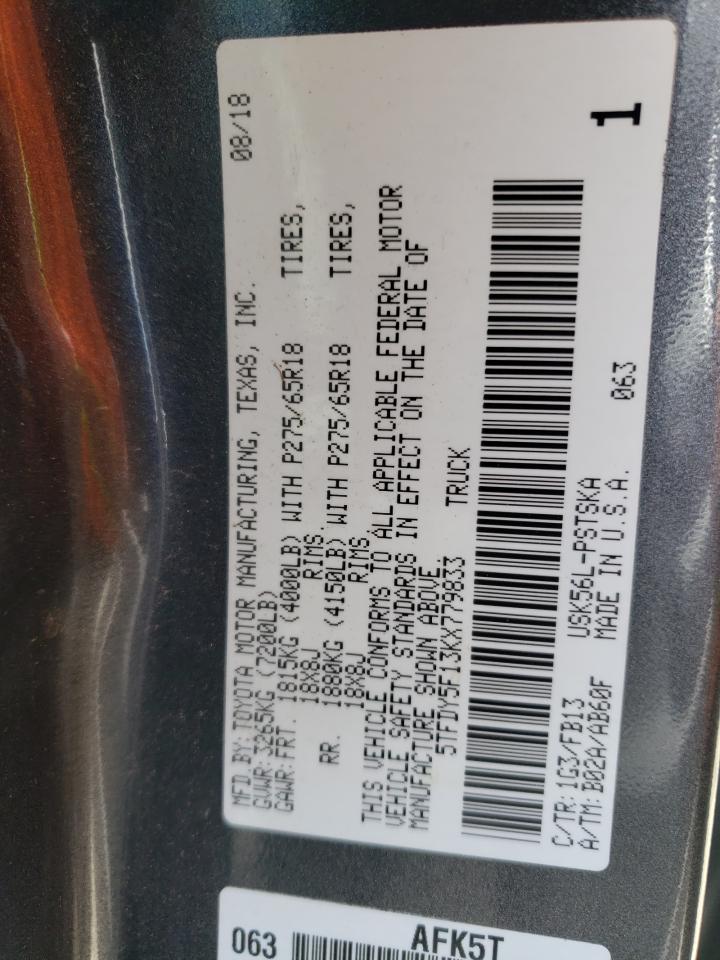 MFD BY: TOYOTA MOTOR MANUFACTURING, TEXAS, INC. 08/18
GVWR: 3265KG (7200LB)
GAWR: FRT. 1815KG (4000LB) WITH P275/65R18 TIRES,
18X8J RIMS.
RR. 1880KG (4150LB) WITH P275/65R18 TIRES,
18X8J RIMS.
THIS VEHICLE CONFORMS TO ALL APPLICABLE FEDERAL MOTOR
VEHICLE SAFETY STANDARDS IN EFFECT ON THE DATE OF
MANUFACTURE SHOWN ABOVE.
5TFDY5F13KX779833 TRUCK
C/TR: 1G3/FB13 USK56L-PSTSKA 063
A/TM: B02A/AB60F MADE IN U.S.A.
1
063 AFK5T